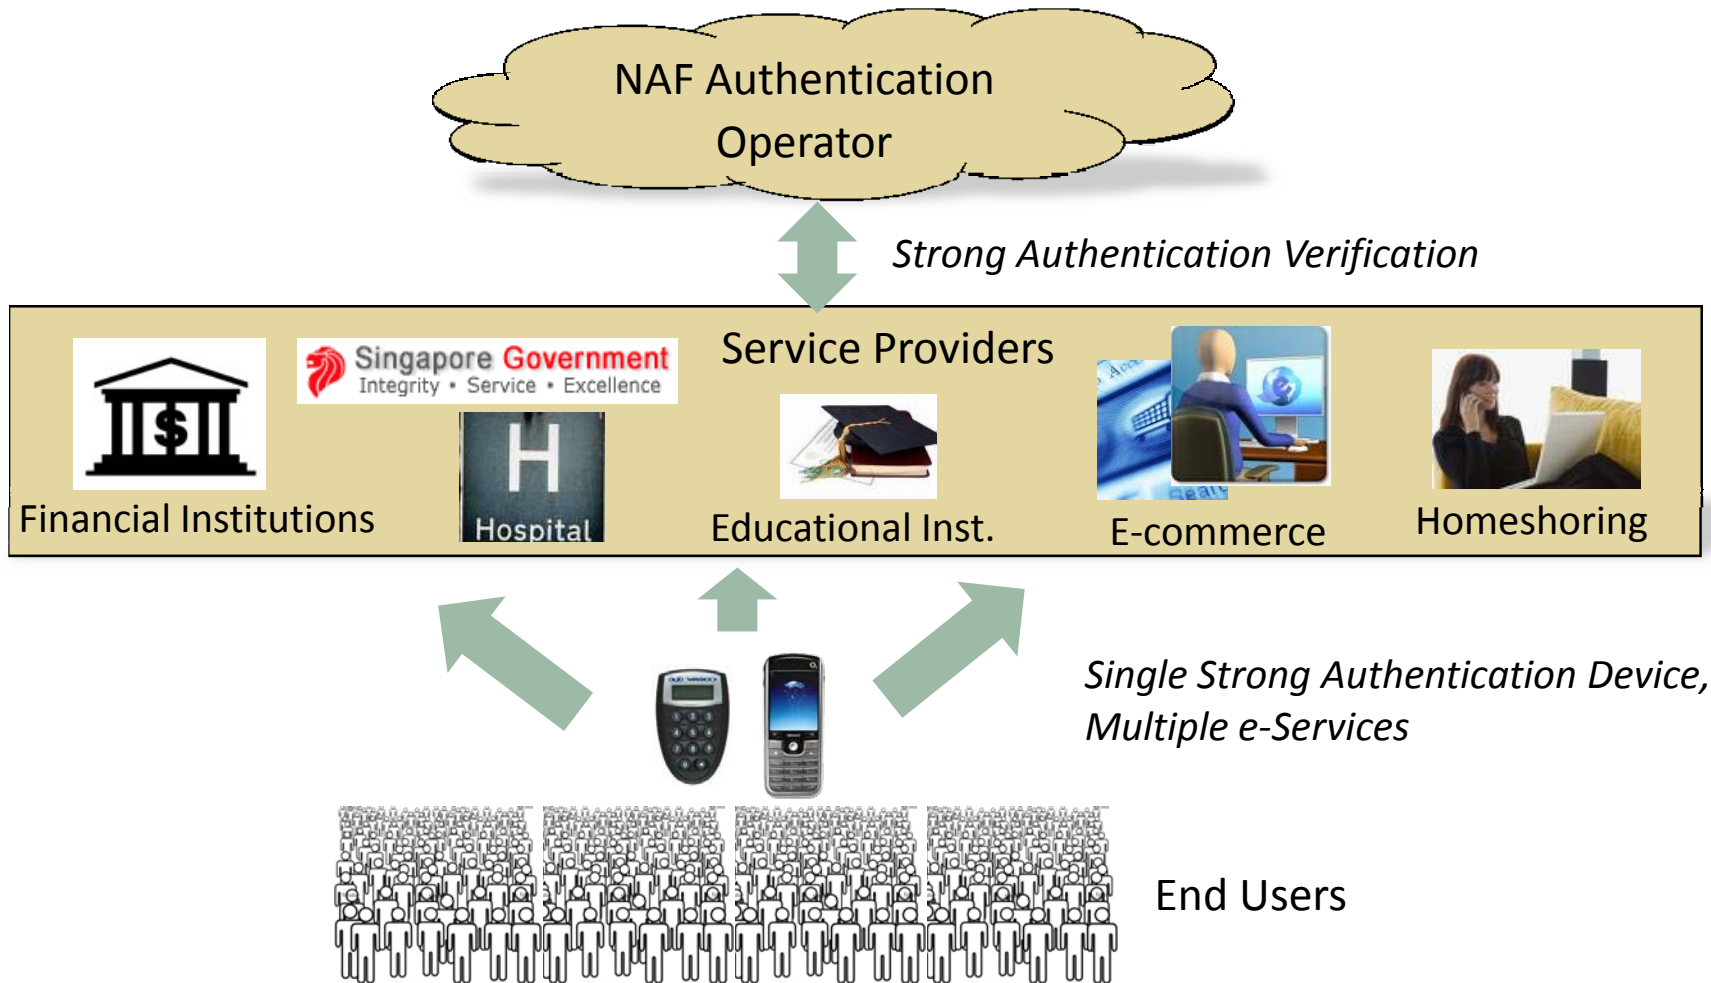 NAF Authentication
Operator
Strong Authentication Verification
Service Providers
Singapore Government
Integrity • Service • Excellence
H
Hospital
Financial Institutions
Educational Inst.
E-commerce
Homeshoring
Single Strong Authentication Device,
Multiple e-Services
End Users